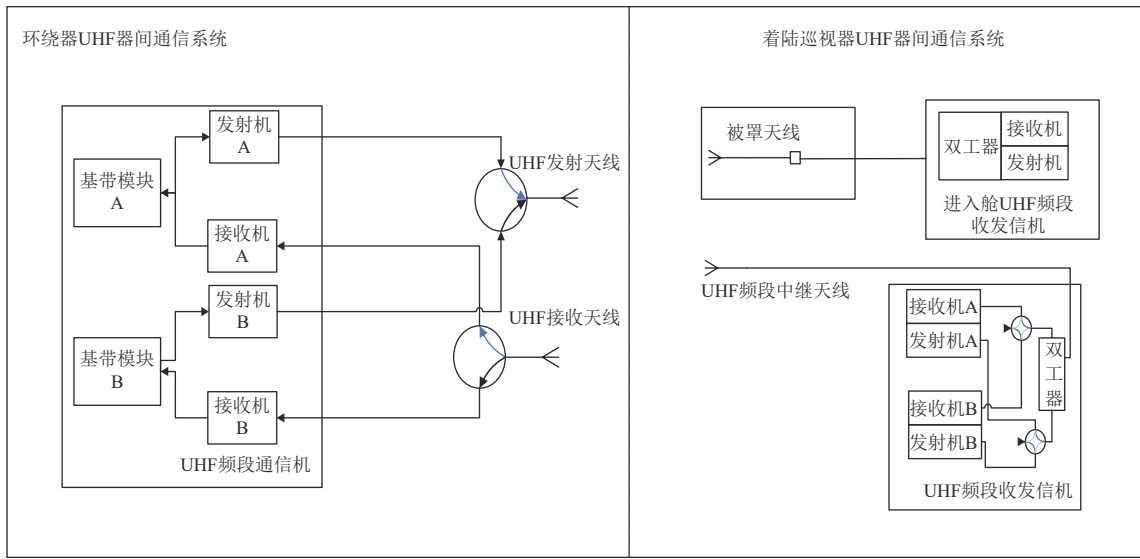 环绕器UHF器间通信系统
发射机
A
基带模块
A
接收机
A
发射机
B
基带模块
B
接收机
B
UHF频段通信机
UHF发射天线
UHF接收天线
着陆巡视器UHF器间通信系统
被罩天线
双工器
接收机
发射机
进入舱UHF频段
收发信机
UHF频段中继天线
接收机A
发射机A
双
工
器
接收机B
发射机B
UHF频段收发信机